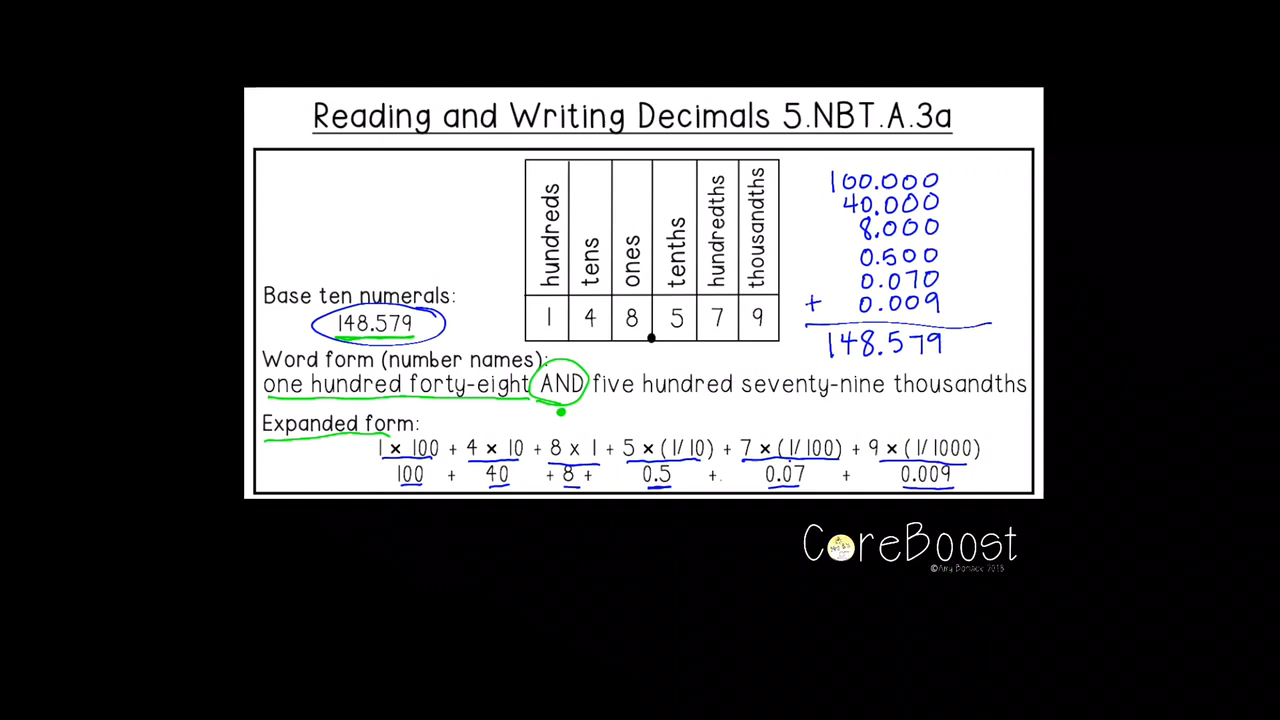 Reading and Writing Decimals 5.NBT.A.3a
hundreds tens ones tenths hundredths thousandths
1 4 8 . 5 7 9
100.000
40.000
8.000
0.500
0.070
+ 0.009
148.579
Base ten numerals:
148.579
Word form (number names):
one hundred forty-eight AND five hundred seventy-nine thousandths
Expanded form:
1 × 100 + 4 × 10 + 8 x 1 + 5 × (1/10) + 7 × (1/100) + 9 × (1/1000)
100 + 40 + 8 + 0.5 +. 0.07 + 0.009
CoreBoost
©Amy 2013